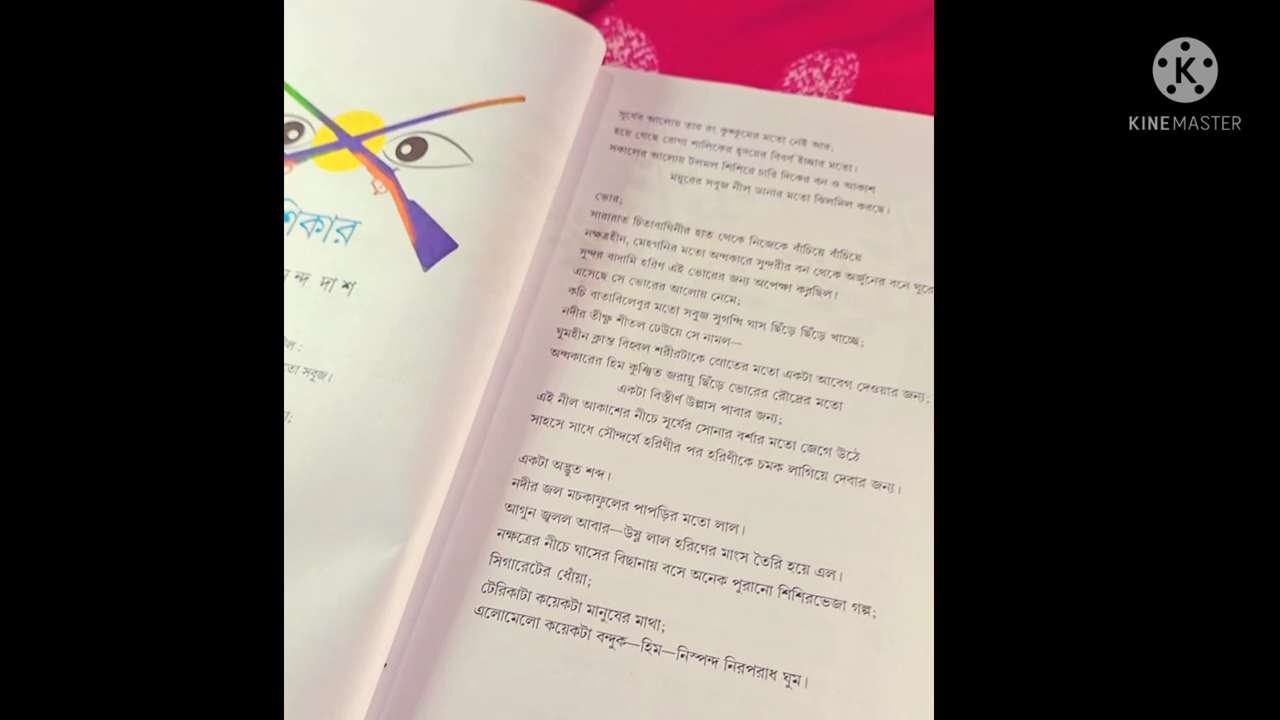 শিকার
ন্দ দাশ
তো সবুজ।
সূর্যের আলোয় তার রং কুঙ্কুমের মতো নেই আর;
হয়ে গেছে রোগা শালিকের হৃদয়ের বিবর্ণ ইচ্ছার মতো।
সকালের আলোয় টলমল শিশিরে চারি দিকের বন ও আকাশ
ময়ূরের সবুজ নীল ডানার মতো ঝিলমিল করছে।
ভোর;
সারারাত চিতাবাঘিনীর হাত থেকে নিজেকে বাঁচিয়ে বাঁচিয়ে
নক্ষত্রহীন, মেহগনির মতো অন্ধকারে সুন্দরীর বন থেকে অর্জুনের বনে ঘুরে
সুন্দর বাদামি হরিণ এই ভোরের জন্য অপেক্ষা করছিল!
এসেছে সে ভোরের আলোয় নেমে;
কচি বাতাবিলেবুর মতো সবুজ সুগন্ধি ঘাস ছিঁড়ে ছিঁড়ে খাচ্ছে;
নদীর তীক্ষ্ণ শীতল ঢেউয়ে সে নামল—
ঘুমহীন ক্লান্ত বিহ্বল শরীরটাকে স্রোতের মতো একটা আবেগ দেওয়ার জন্য;
অন্ধকারের হিম কুঞ্চিত জরায়ু ছিঁড়ে ভোরের রৌদ্রের মতো
একটা বিস্তীর্ণ উল্লাস পাবার জন্য;
এই নীল আকাশের নীচে সূর্যের সোনার বর্শার মতো জেগে উঠে
সাহসে সাধে সৌন্দর্যে হরিণীর পর হরিণীকে চমক লাগিয়ে দেবার জন্য।
একটা অদ্ভুত শব্দ।
নদীর জল মচকাফুলের পাপড়ির মতো লাল।
আগুন জ্বলল আবার—উষ্ণ লাল হরিণের মাংস তৈরি হয়ে এল।
নক্ষত্রের নীচে ঘাসের বিছানায় বসে অনেক পুরানো শিশিরভেজা গল্প;
সিগারেটের ধোঁয়া;
টেরিকাটা কয়েকটা মানুষের মাথা;
এলোমেলো কয়েকটা বন্দুক—হিম—নিস্পন্দ নিরপরাধ ঘুম।
KINEMASTER